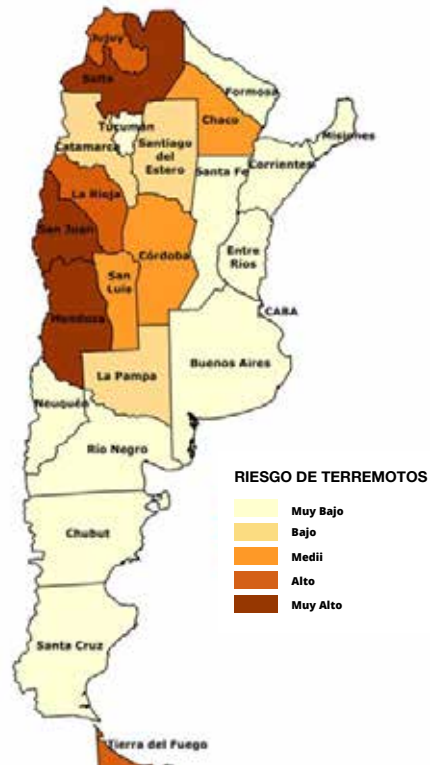 Jujuy
Salta
Formosa
Chaco
Tucumán
Catamarca
Santiago
del
Estero
Misiones
Corrientes
Santa Fe
La Rioja
San Juan
Córdoba
Entre
Ríos
San
Luis
CABA
Mendoza
Buenos Aires
La Pampa
Neuquén
Río Negro
RIESGO DE TERREMOTOS
Muy Bajo
Bajo
Medii
Alto
Muy Alto
Chubut
Santa Cruz
Tierra del Fuego